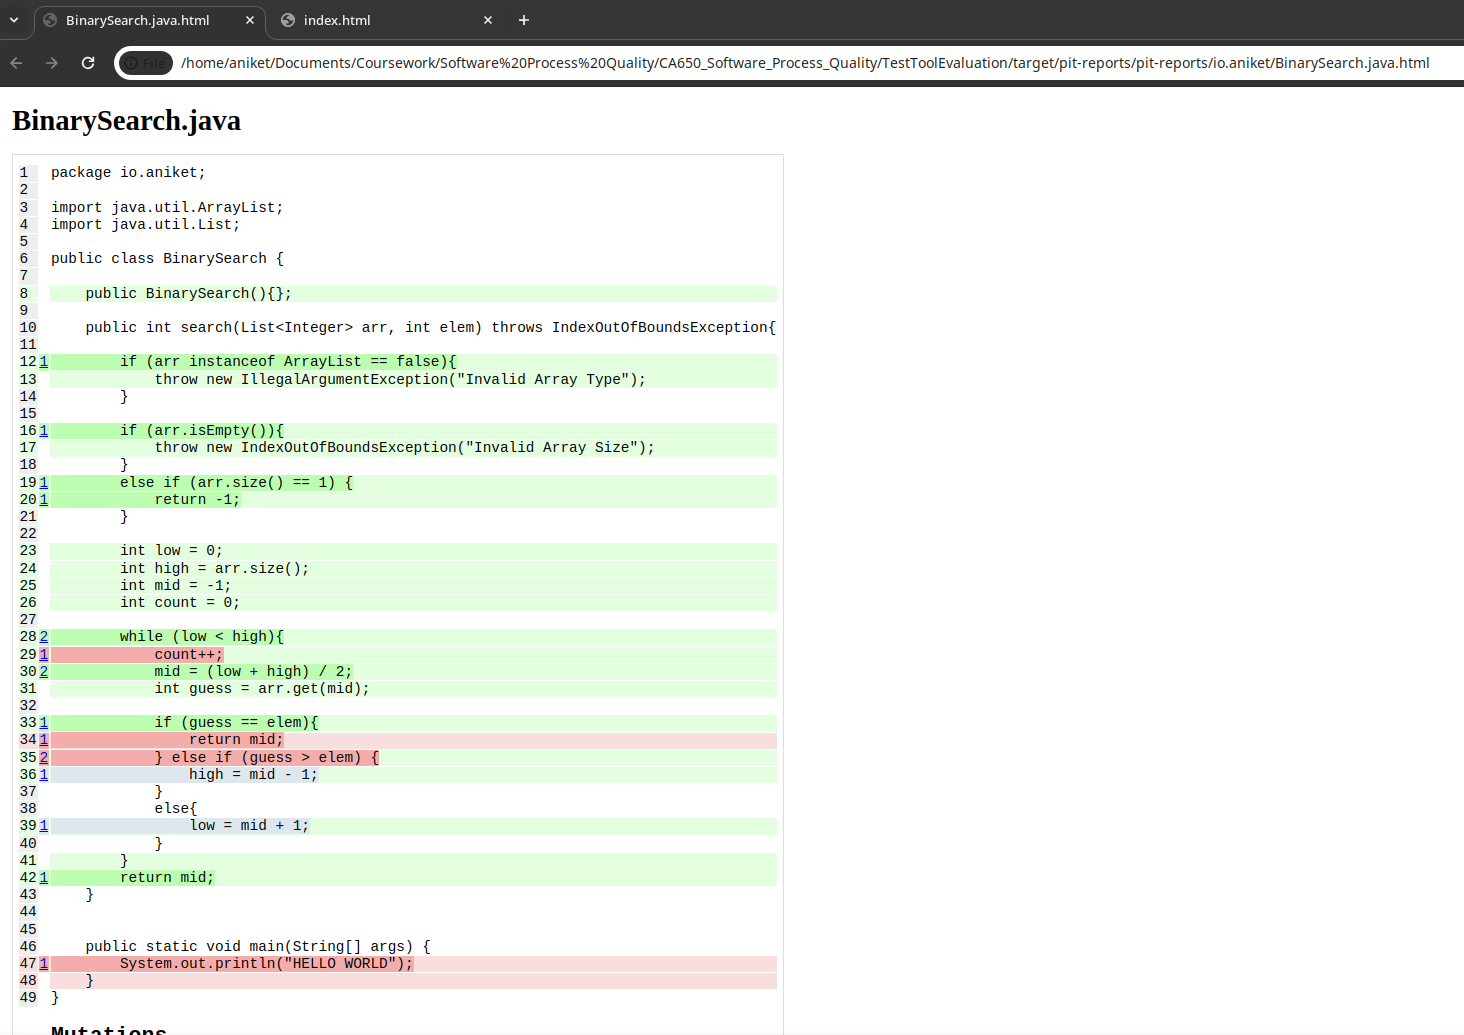 BinarySearch.java.html
index.html
File /home/aniket/Documents/Coursework/Software%20Process%20Quality/CA650_Software_Process_Quality/TestToolEvaluation/target/pit-reports/pit-reports/io.aniket/BinarySearch.java.html
BinarySearch.java
1 package io.aniket;
2
3 import java.util.ArrayList;
4 import java.util.List;
5
6 public class BinarySearch {
7
8     public BinarySearch(){};
9
10     public int search(List<Integer> arr, int elem) throws IndexOutOfBoundsException{
11
12 1         if (arr instanceof ArrayList == false){
13             throw new IllegalArgumentException("Invalid Array Type");
14         }
15
16 1         if (arr.isEmpty()){
17             throw new IndexOutOfBoundsException("Invalid Array Size");
18         }
19 1         else if (arr.size() == 1) {
20 1             return -1;
21         }
22
23         int low = 0;
24         int high = arr.size();
25         int mid = -1;
26         int count = 0;
27
28 2         while (low < high){
29 1             count++;
30 2             mid = (low + high) / 2;
31             int guess = arr.get(mid);
32
33 1             if (guess == elem){
34 1                 return mid;
35 2             } else if (guess > elem) {
36 1                 high = mid - 1;
37             }
38             else{
39 1                 low = mid + 1;
40             }
41         }
42 1         return mid;
43     }
44
45
46     public static void main(String[] args) {
47 1         System.out.println("HELLO WORLD");
48     }
49 }
Mutations